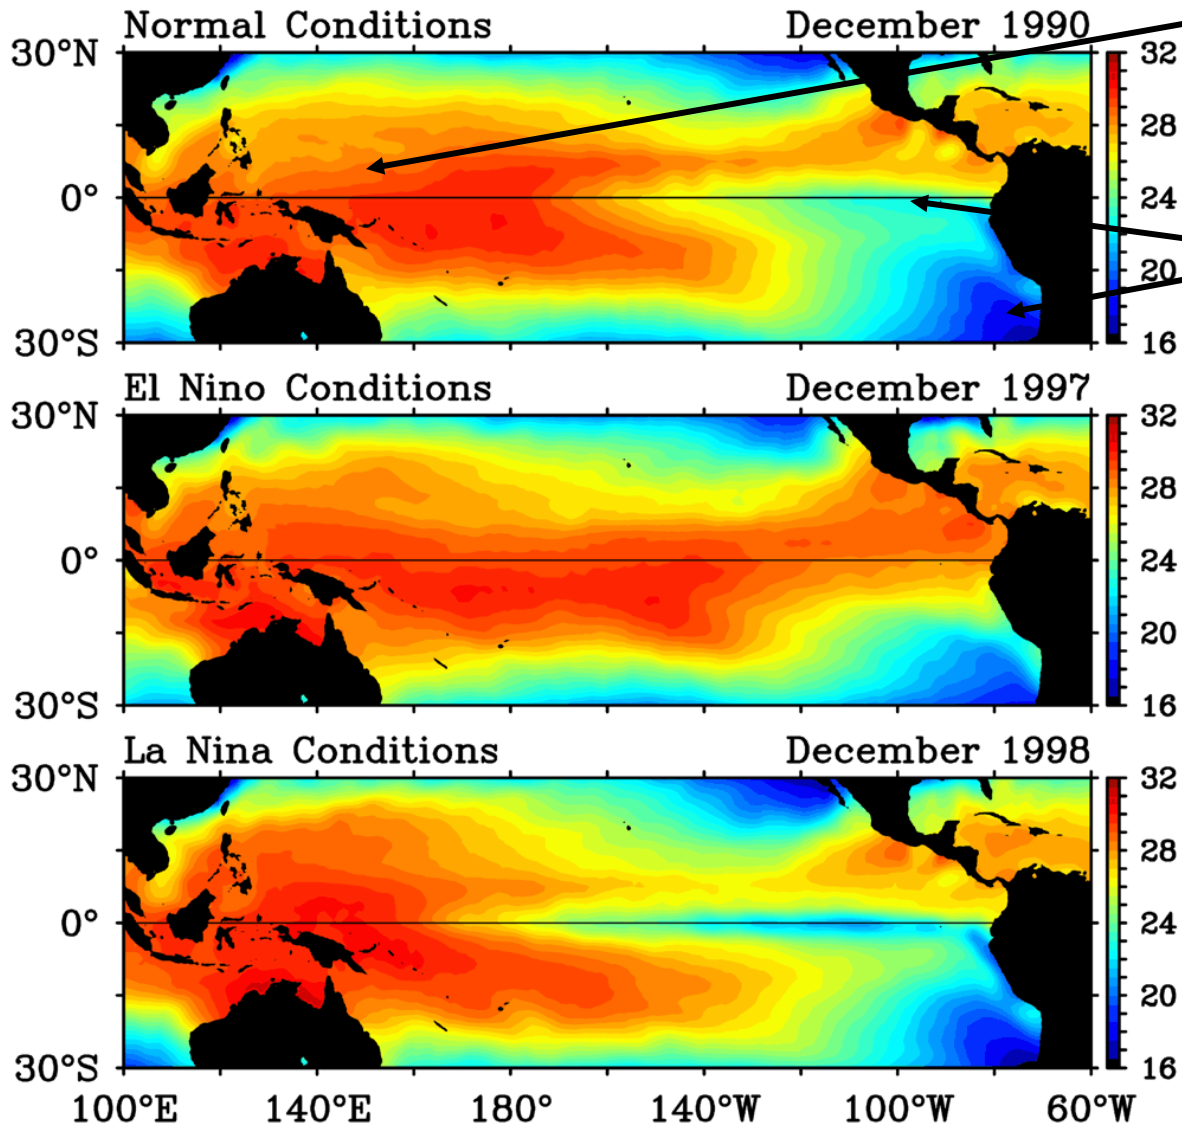 Normal Conditions December 1990
30°N
0°
30°S
32
28
24
20
16
El Nino Conditions December 1997
30°N
0°
30°S
32
28
24
20
16
La Nina Conditions December 1998
30°N
0°
30°S
32
28
24
20
16
100°E 140°E 180° 140°W 100°W 60°W